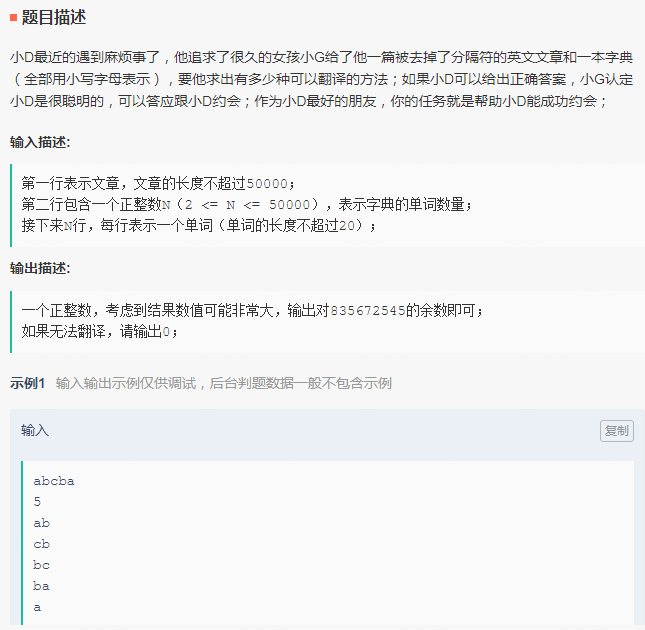 题目描述
小D最近的遇到麻烦事了，他追求了很久的女孩小G给了他一篇被去掉了分隔符的英文文章和一本字典
（全部用小写字母表示），要他求出有多少种可以翻译的方法；如果小D可以给出正确答案，小G认定
小D是很聪明的，可以答应跟小D约会；作为小D最好的朋友，你的任务就是帮助小D能成功约会；
输入描述:
第一行表示文章，文章的长度不超过50000；
第二行包含一个正整数N（2 <= N <= 50000），表示字典的单词数量；
接下来N行，每行表示一个单词（单词的长度不超过20）；
输出描述:
一个正整数，考虑到结果数值可能非常大，输出对835672545的余数即可；
如果无法翻译，请输出0；
示例1 输入输出示例仅供调试，后台判题数据一般不包含示例
输入 复制
abcba
5
ab
cb
bc
ba
a